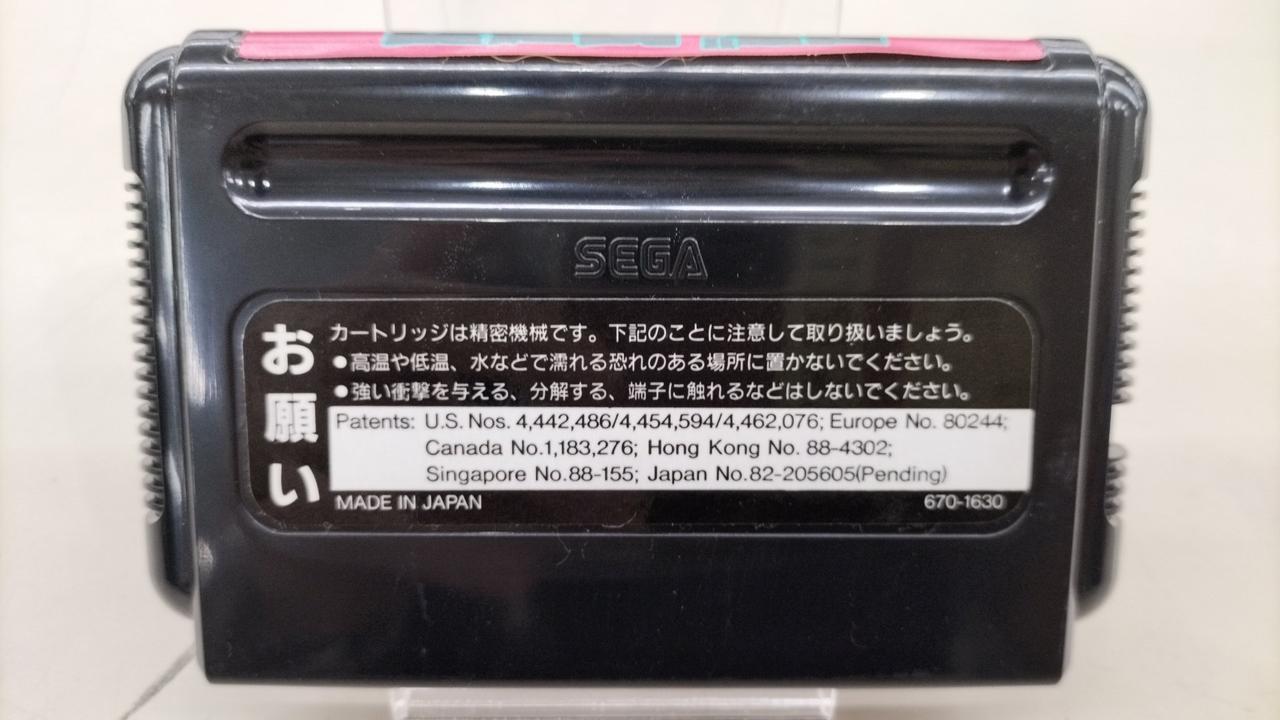 SEGA
お願い
カートリッジは精密機械です。下記のことに注意して取り扱いましょう。
●高温や低温、水などで濡れる恐れのある場所に置かないでください。
●強い衝撃を与える、分解する、端子に触れるなどはしないでください。
Patents: U.S. Nos. 4,442,486/4,454,594/4,462,076; Europe No. 80244;
Canada No.1,183,276; Hong Kong No. 88-4302;
Singapore No.88-155; Japan No.82-205605(Pending)
MADE IN JAPAN
670-1630